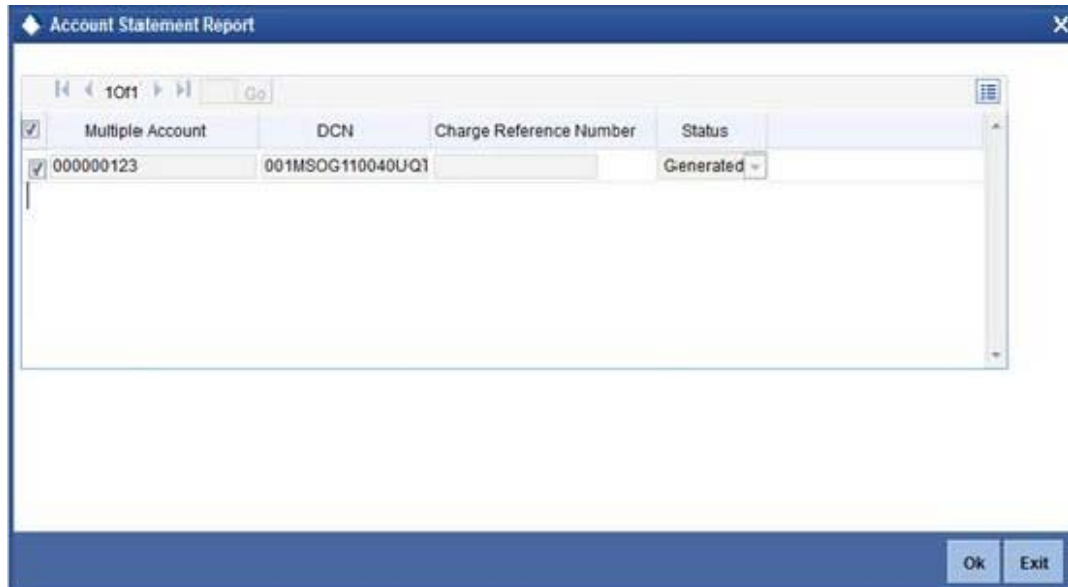 Account Statement Report
X
1Of1 Go
Multiple Account DCN Charge Reference Number Status
000000123 001MSOG110040UQ1 Generated
Ok Exit